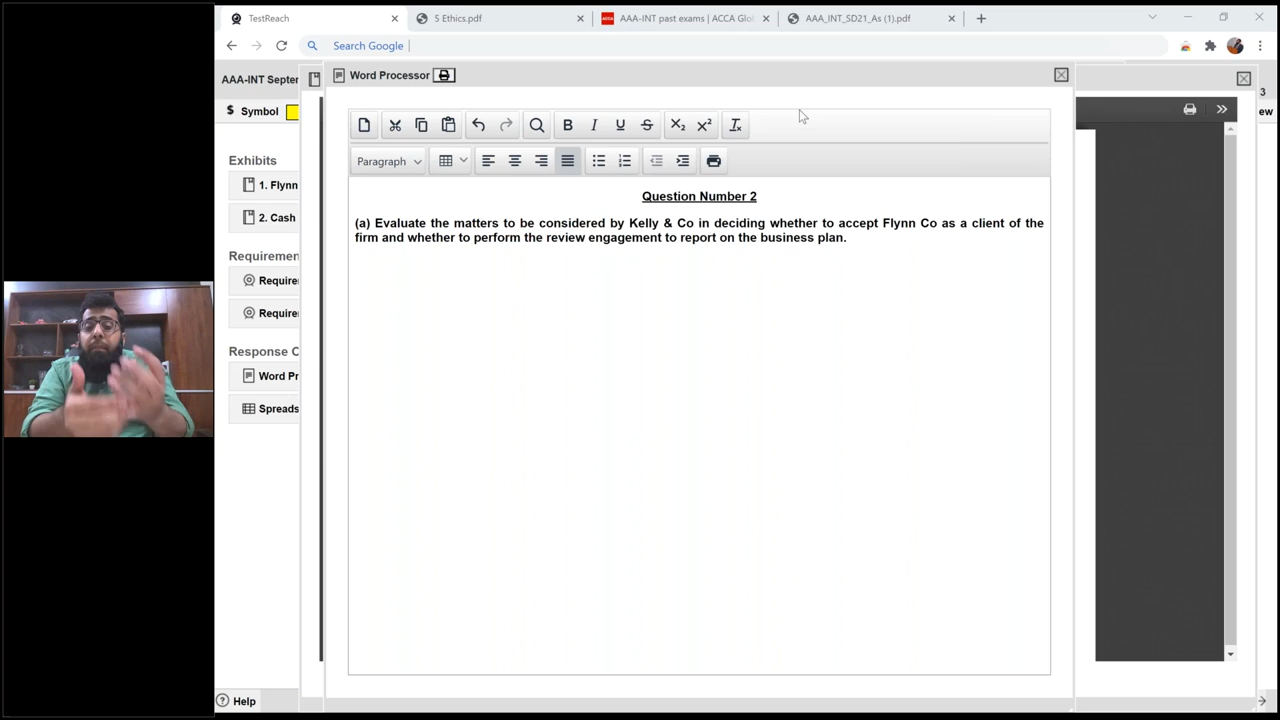 TestReach
5 Ethics.pdf
AAA-INT past exams | ACCA Glo
AAA_INT_SD21_As (1).pdf
Search Google
AAA-INT Septer
Word Processor
3
$ Symbol
ew
Paragraph
Exhibits
1. Flynn
2. Cash
Requiremen
Require
Require
Response O
Word Pr
Spreads
Question Number 2
(a) Evaluate the matters to be considered by Kelly & Co in deciding whether to accept Flynn Co as a client of the
firm and whether to perform the review engagement to report on the business plan.
Help